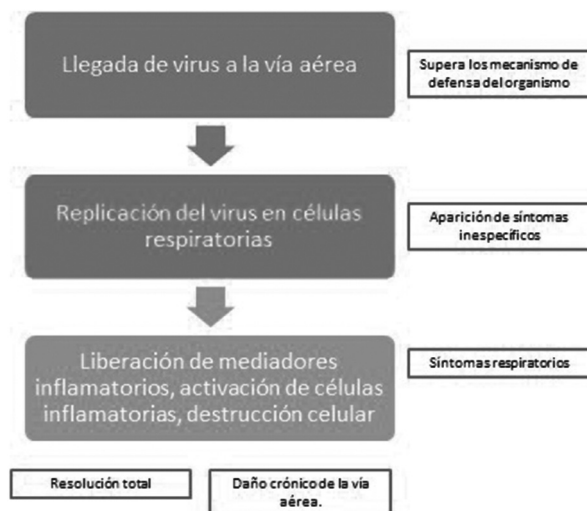 Llegada de virus a la vía aérea
Supera los mecanismo de
defensa del organismo
Replicación del virus en células
respiratorias
Aparición de síntomas
inespecíficos
Liberación de mediadores
inflamatorios, activación de células
inflamatorias, destrucción celular
Síntomas respiratorios
Resolución total
Daño crónico de la vía
aérea.